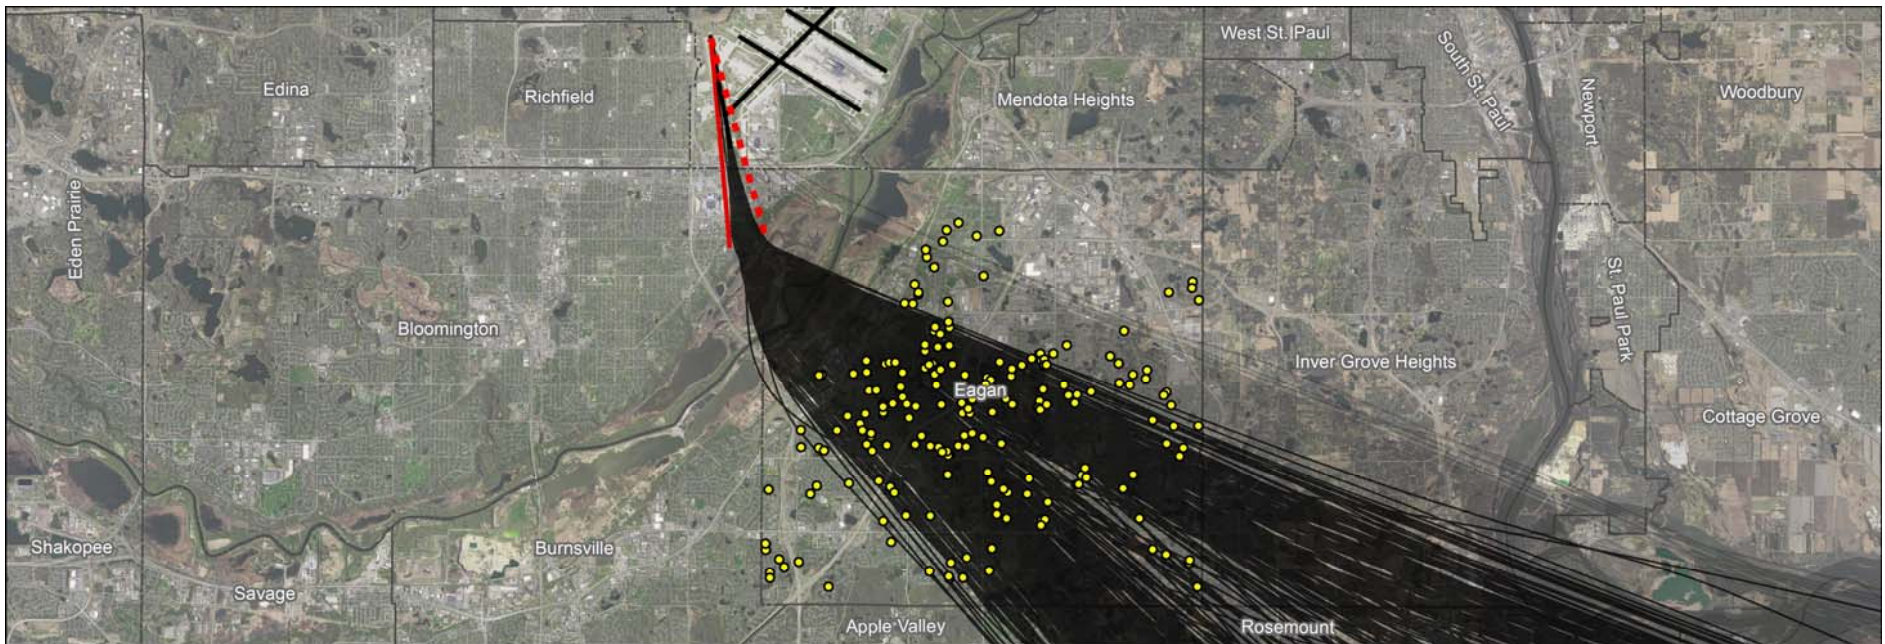 West St. Paul
South St. Paul
Edina
Richfield
Mendota Heights
Newport
Woodbury
Eden Prairie
Bloomington
St. Paul Park
Inver Grove Heights
Eagan
Cottage Grove
Shakopee
Burnsville
Savage
Apple Valley
Rosemount